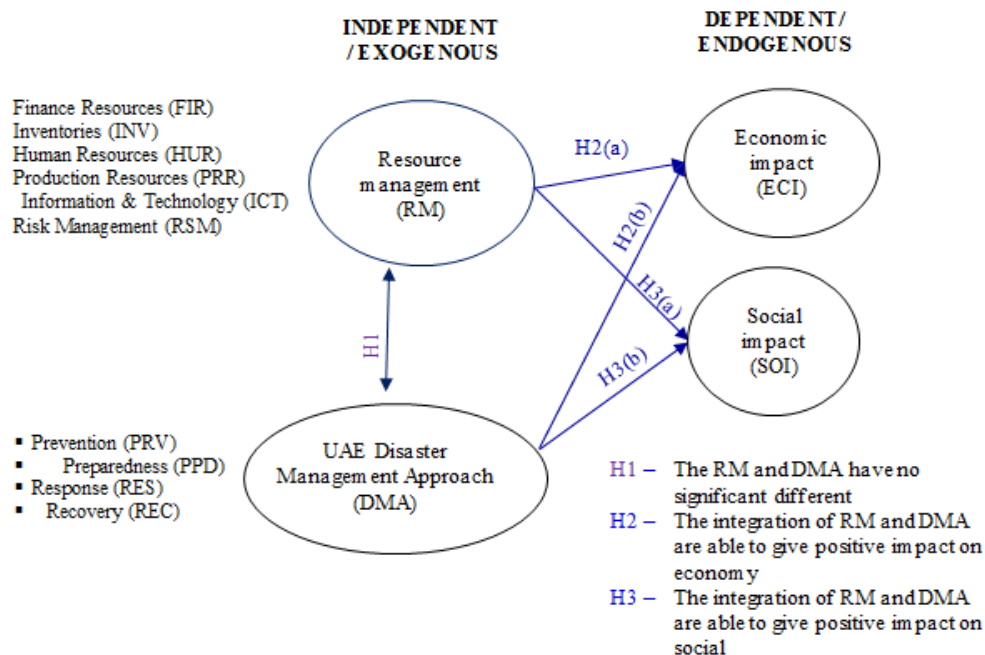 INDEPENDENT
/ EXOGENOUS
DEPENDENT /
ENDOGENOUS
Finance Resources (FIR)
Inventories (INV)
Human Resources (HUR)
Production Resources (PRR)
Information & Technology (ICT)
Risk Management (RSM)
Resource
management
(RM)
H2(a)
Economic
impact
(ECI)
H2(b)
H3(a)
H1
H3(b)
Social
impact
(SOI)
▪ Prevention (PRV)
▪ Preparedness (PPD)
▪ Response (RES)
▪ Recovery (REC)
UAE Disaster
Management Approach
(DMA)
H1 – The RM and DMA have no
significant different
H2 – The integration of RM and DMA
are able to give positive impact on
economy
H3 – The integration of RM and DMA
are able to give positive impact on
social